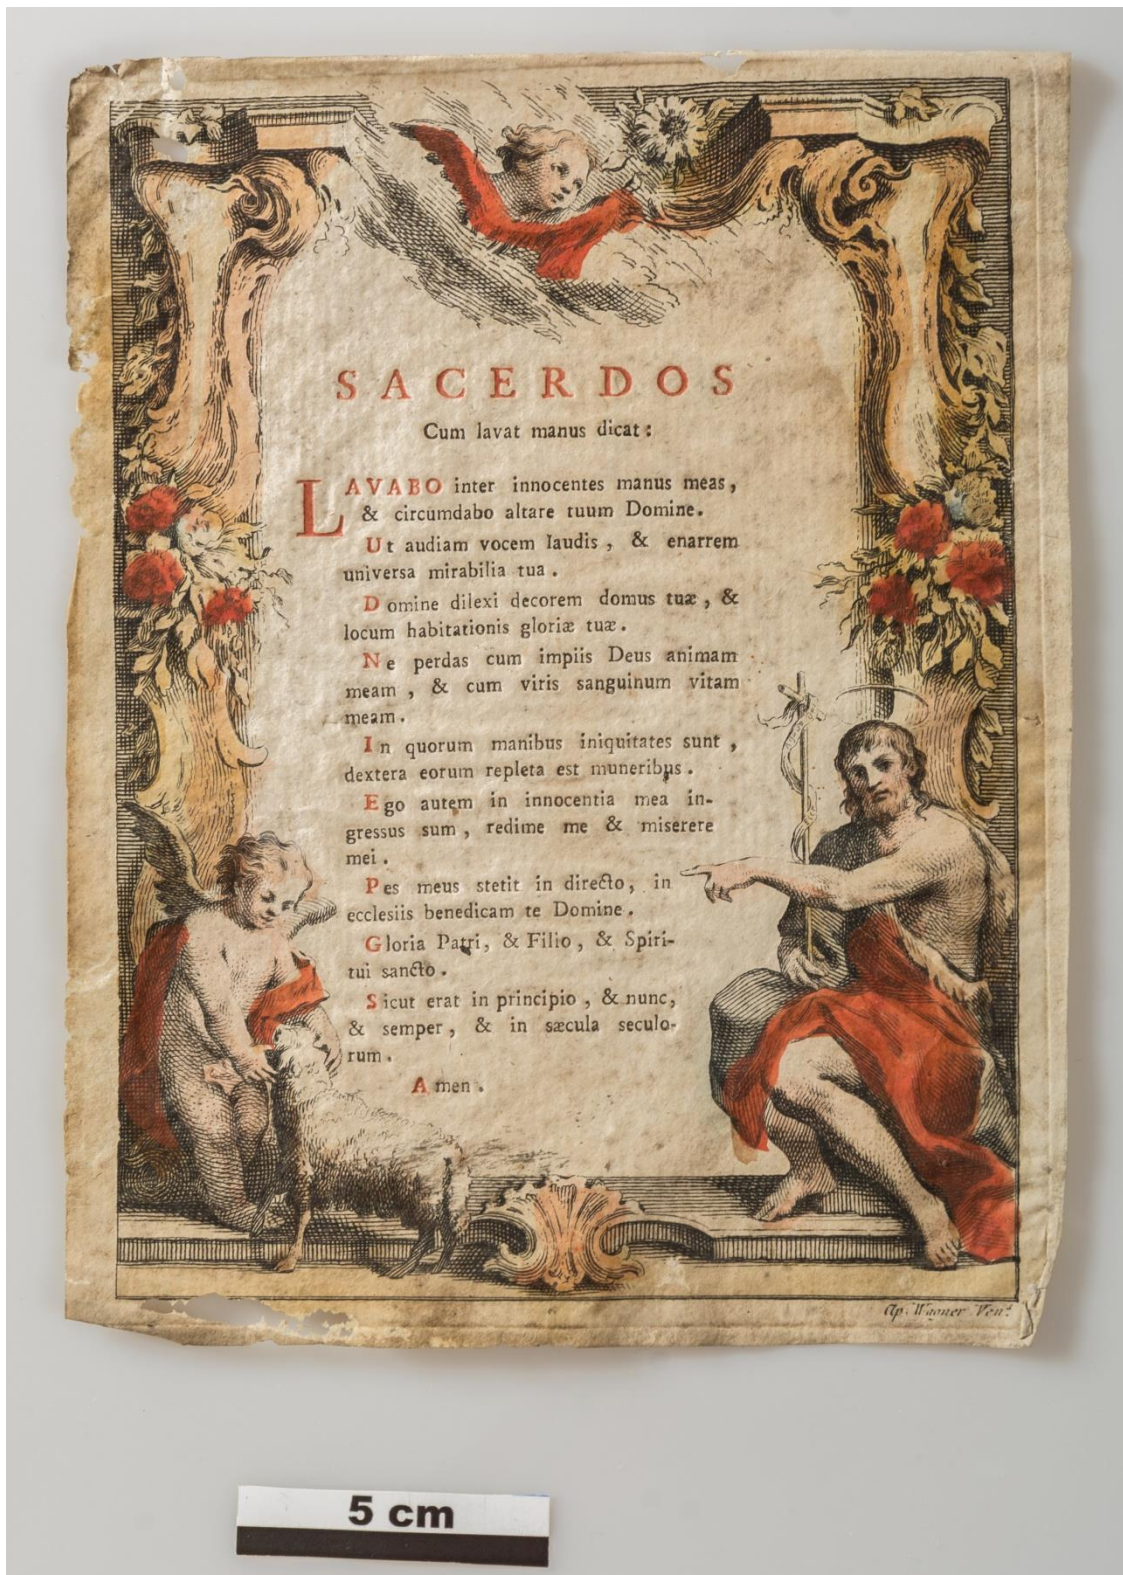 SACERDOS
Cum lavat manus dicat :
LAVABO inter innocentes manus meas ,
& circumdabo altare tuum Domine .
Ut audiam vocem laudis , & enarrem
universa mirabilia tua .
Domine dilexi decorem domus tuæ , &
locum habitationis gloriæ tuæ .
Ne perdas cum impiis Deus animam
meam , & cum viris sanguinum vitam
meam .
In quorum manibus iniquitates sunt ,
dextera eorum repleta est muneribus .
Ego autem in innocentia mea in-
gressus sum , redime me & miserere
mei .
Pes meus stetit in directo, in
ecclesiis benedicam te Domine .
Gloria Patri, & Filio , & Spiri-
tui sancto .
Sicut erat in principio , & nunc,
& semper , & in sæcula seculo-
rum .
Amen .
Ap. Wagner Ven.ª
5 cm